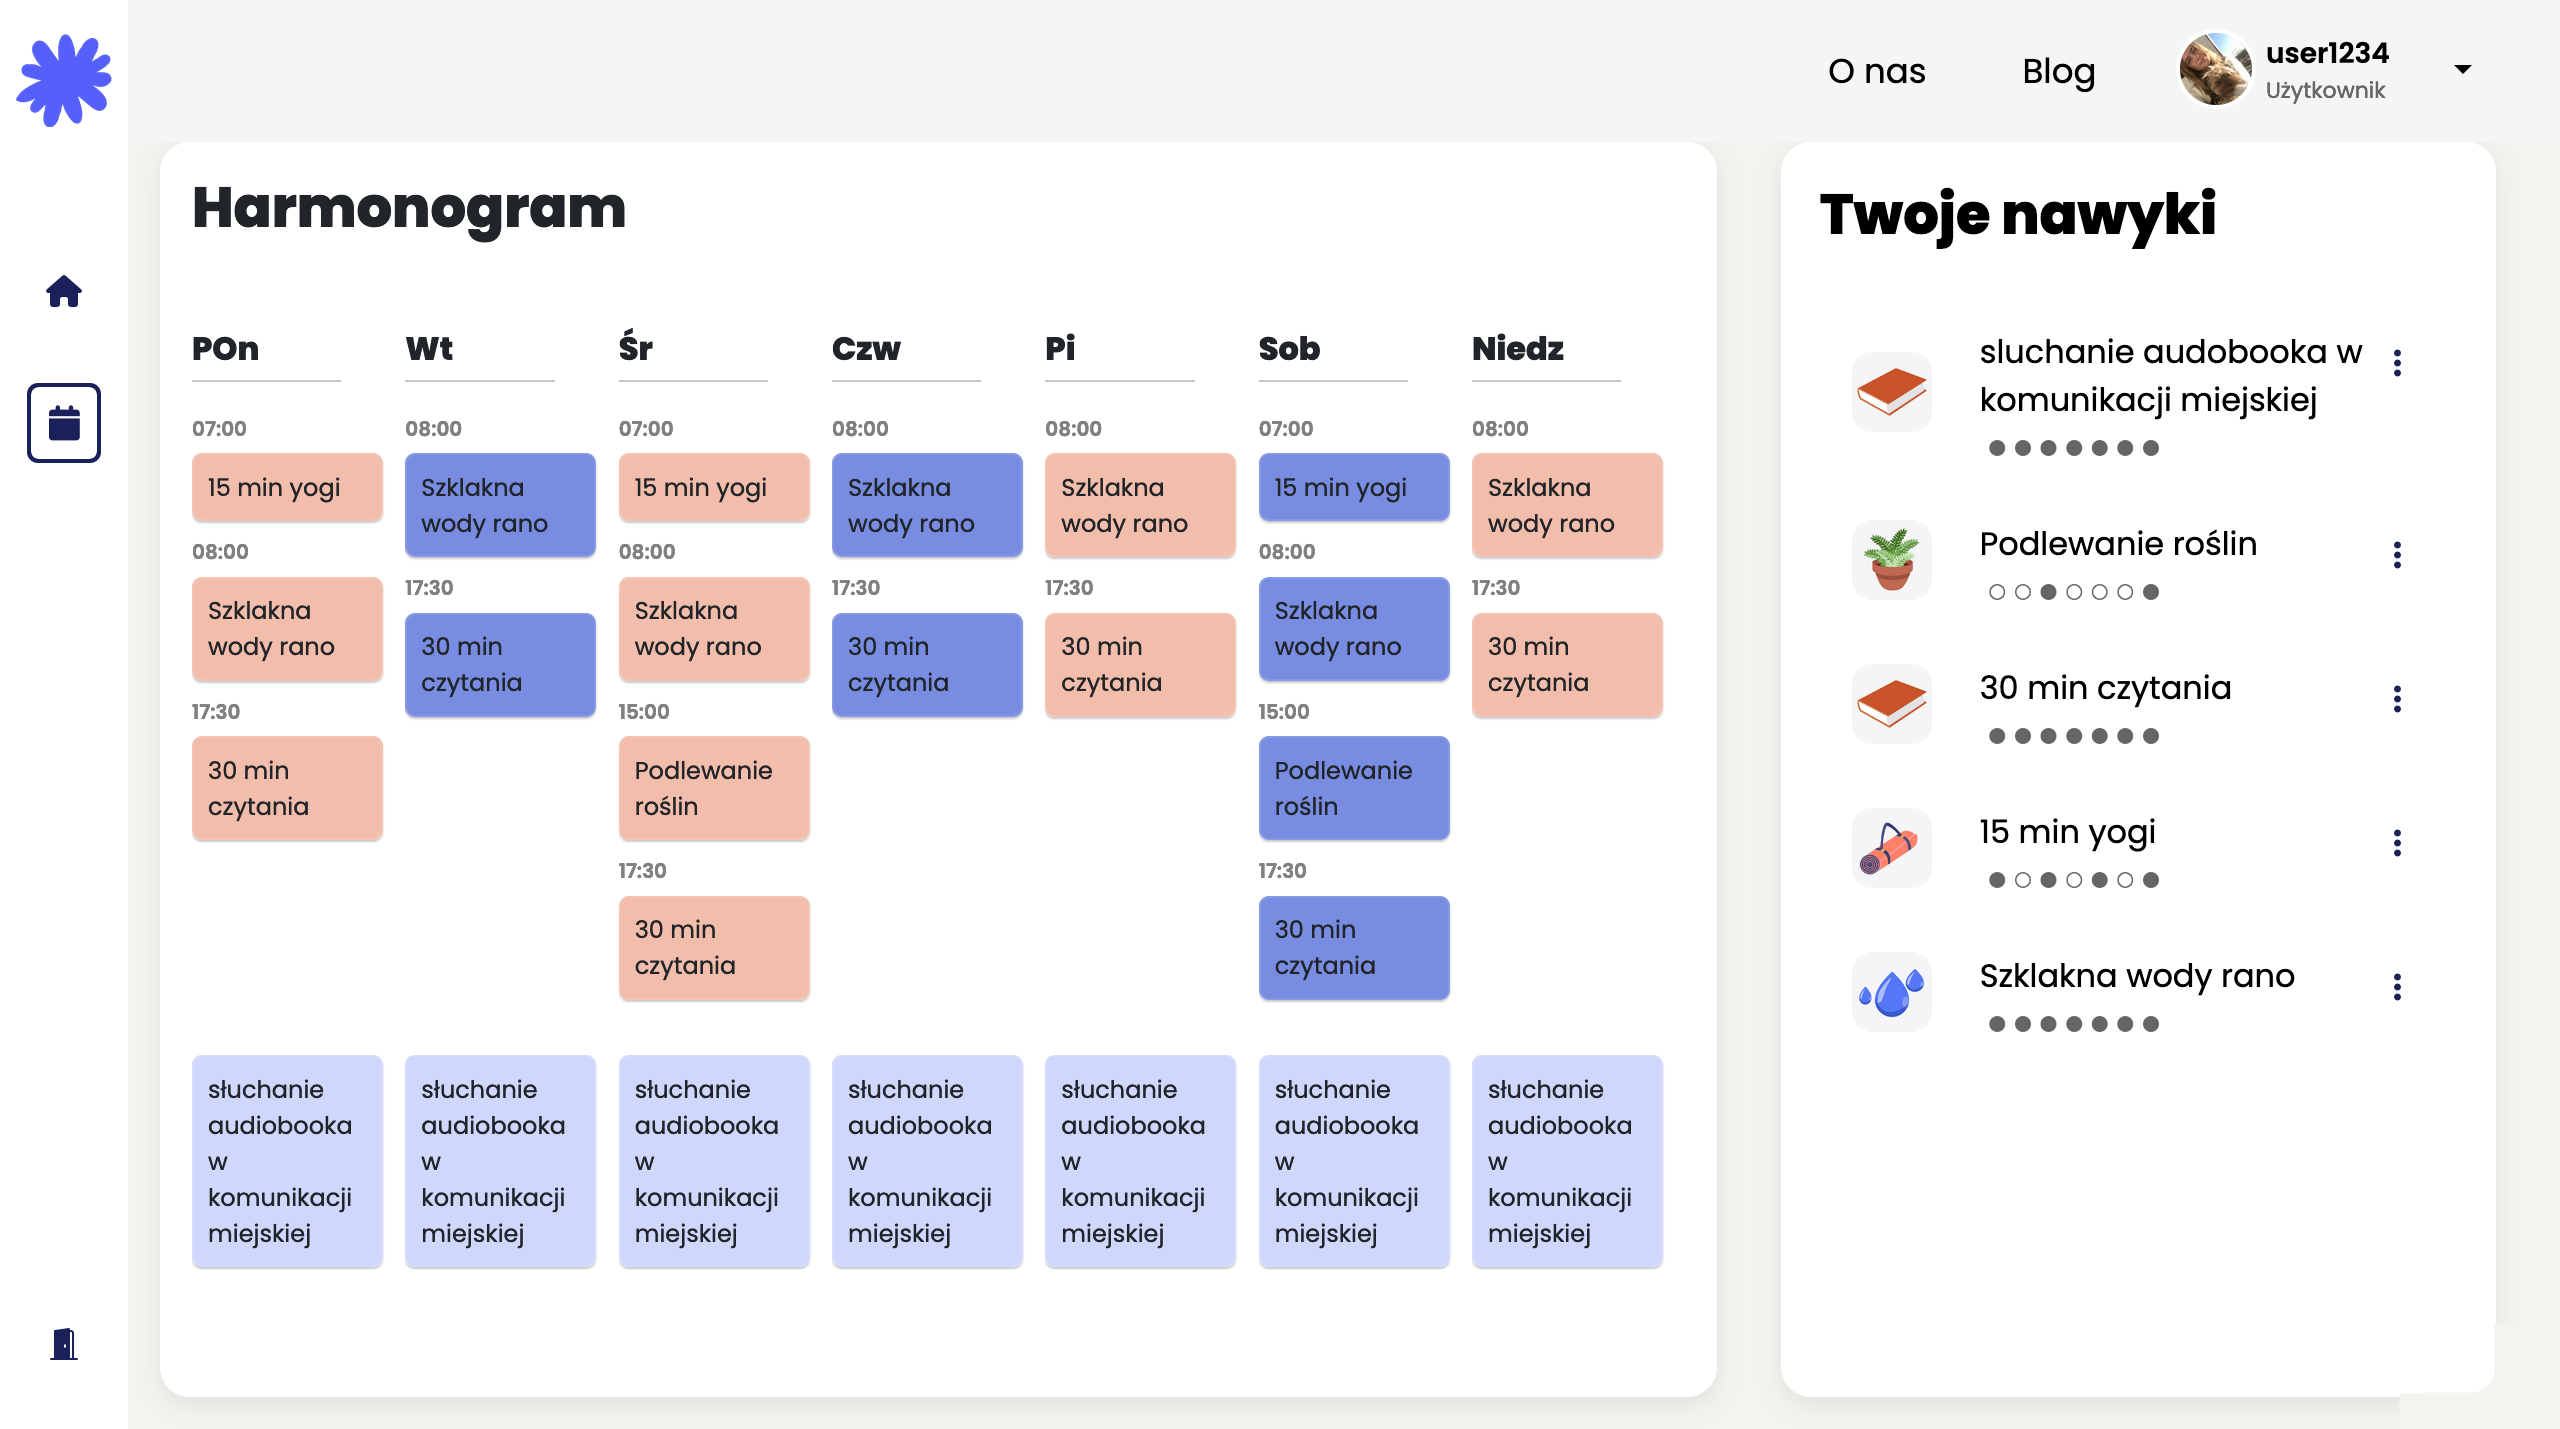 O nas
Blog
user1234
Użytkownik
Harmonogram
POn
07:00
15 min yogi
08:00
Szklakna
wody rano
17:30
30 min
czytania
słuchanie
audiobooka
w
komunikacji
miejskiej
Wt
08:00
Szklakna
wody rano
17:30
30 min
czytania
słuchanie
audiobooka
w
komunikacji
miejskiej
Śr
07:00
15 min yogi
08:00
Szklakna
wody rano
15:00
Podlewanie
roślin
17:30
30 min
czytania
słuchanie
audiobooka
w
komunikacji
miejskiej
Czw
08:00
Szklakna
wody rano
17:30
30 min
czytania
słuchanie
audiobooka
w
komunikacji
miejskiej
Pi
08:00
Szklakna
wody rano
17:30
30 min
czytania
słuchanie
audiobooka
w
komunikacji
miejskiej
Sob
07:00
15 min yogi
08:00
Szklakna
wody rano
15:00
Podlewanie
roślin
17:30
30 min
czytania
słuchanie
audiobooka
w
komunikacji
miejskiej
Niedz
08:00
Szklakna
wody rano
17:30
30 min
czytania
słuchanie
audiobooka
w
komunikacji
miejskiej
Twoje nawyki
sluchanie audobooka w
komunikacji miejskiej
Podlewanie roślin
30 min czytania
15 min yogi
Szklakna wody rano